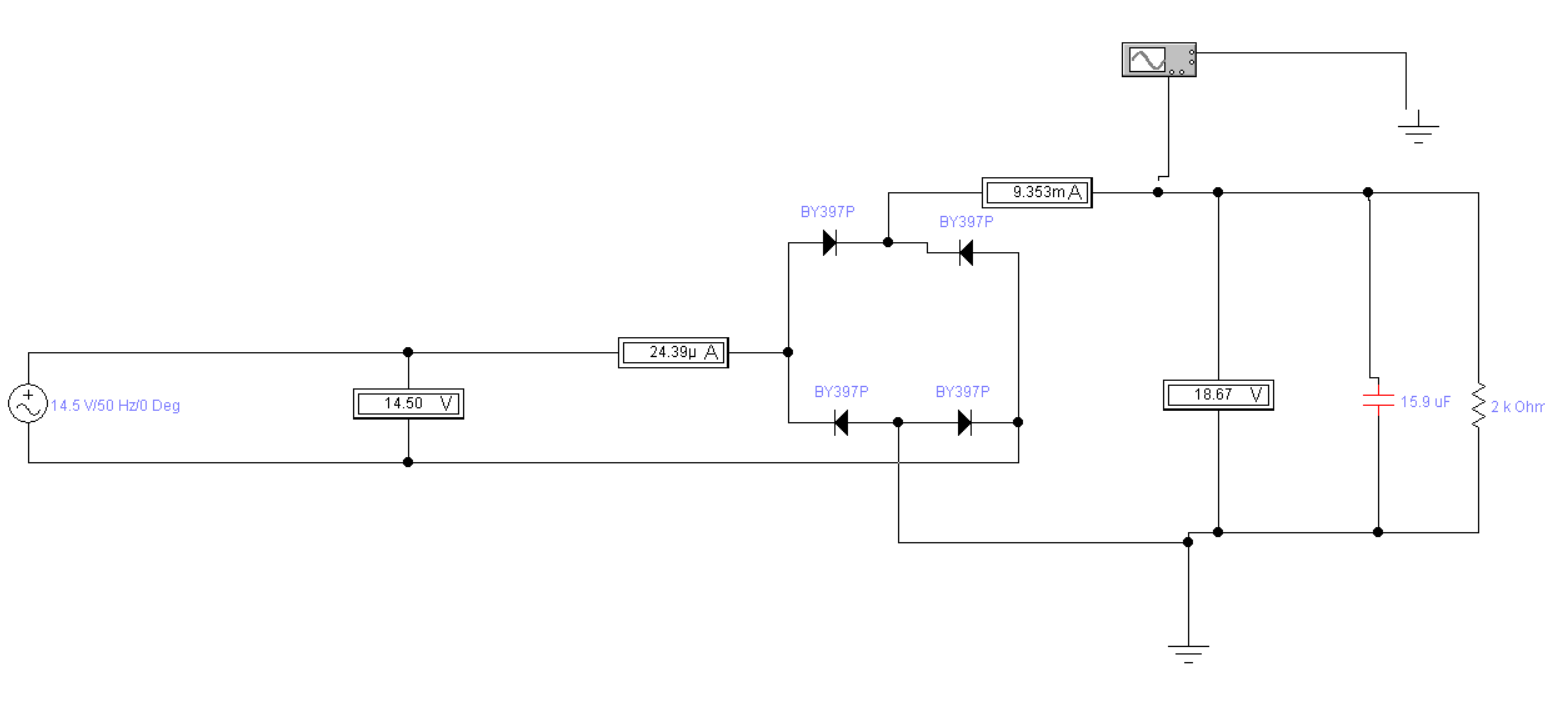 9.353m A
BY397P
BY397P
24.39µ A
14.5 V/50 Hz/0 Deg
14.50 V
BY397P
BY397P
18.67 V
15.9 uF
2 k Ohm